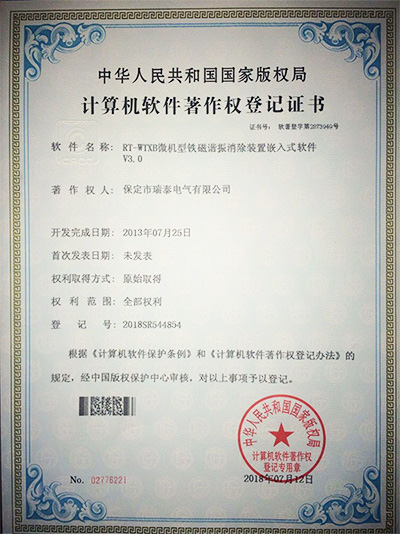 中华人民共和国国家版权局
计算机软件著作权登记证书
证书号： 软著登字第2873949号
软件名称： RT-WTXB微机型铁磁谐振消除装置嵌入式软件
V3.0
著作权人： 保定市瑞泰电气有限公司
开发完成日期： 2013年07月25日
首次发表日期： 未发表
权利取得方式： 原始取得
权利范围： 全部权利
登记号： 2018SR544854
根据《计算机软件保护条例》和《计算机软件著作权登记办法》的
规定，经中国版权保护中心审核，对以上事项予以登记。
中华人民共和国国家版权局
计算机软件著作权
登记专用章
No. 02776221
2018年07月12日